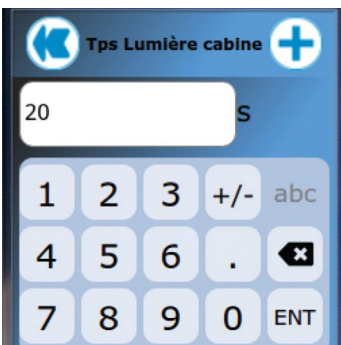 Tps Lumière cabine
20 s
1 2 3 +/- abc
4 5 6 .
7 8 9 0 ENT